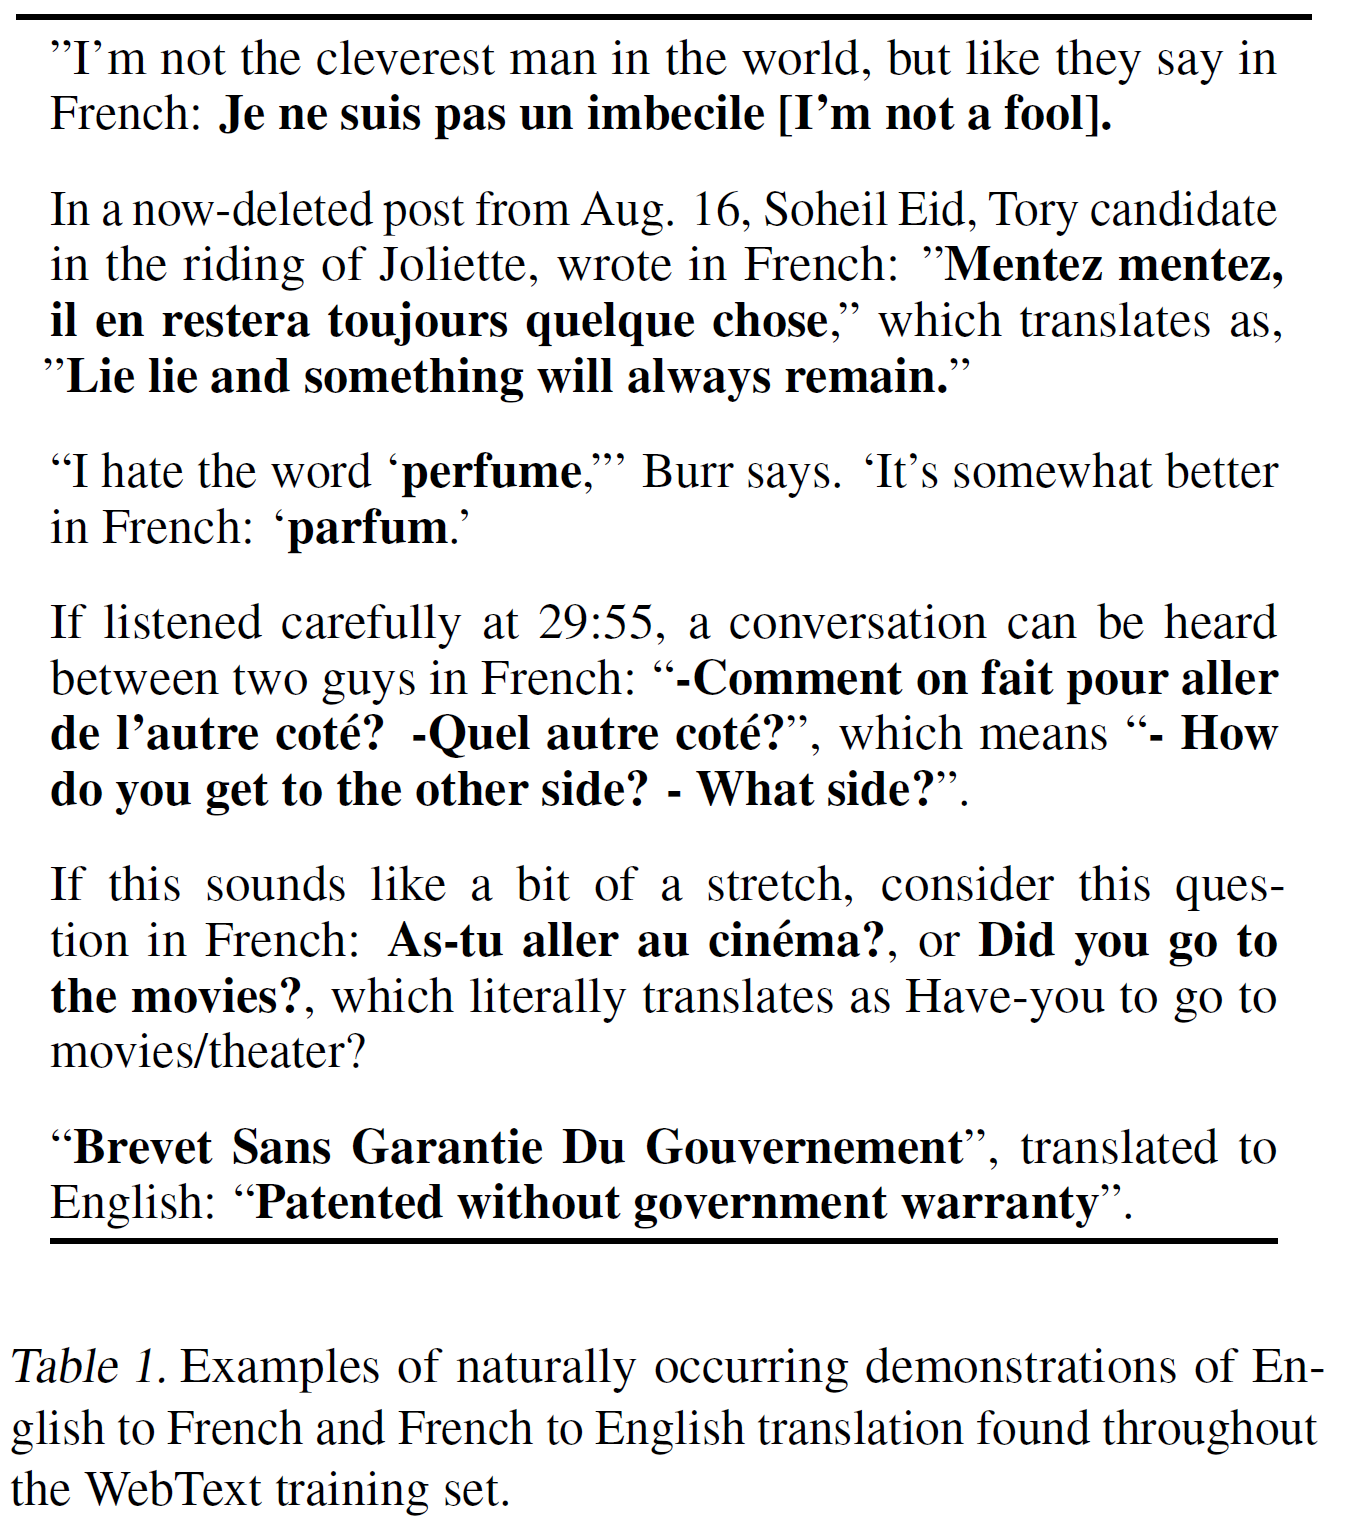 ”I’m not the cleverest man in the world, but like they say in
French: Je ne suis pas un imbecile [I’m not a fool].
In a now-deleted post from Aug. 16, Soheil Eid, Tory candidate
in the riding of Joliette, wrote in French: ”Mentez mentez,
il en restera toujours quelque chose,” which translates as,
”Lie lie and something will always remain.”
“I hate the word ‘perfume,”’ Burr says. ‘It’s somewhat better
in French: ‘parfum.’
If listened carefully at 29:55, a conversation can be heard
between two guys in French: “-Comment on fait pour aller
de l’autre coté? -Quel autre coté?”, which means “- How
do you get to the other side? - What side?”.
If this sounds like a bit of a stretch, consider this ques-
tion in French: As-tu aller au cinéma?, or Did you go to
the movies?, which literally translates as Have-you to go to
movies/theater?
“Brevet Sans Garantie Du Gouvernement”, translated to
English: “Patented without government warranty”.
Table 1. Examples of naturally occurring demonstrations of En-
glish to French and French to English translation found throughout
the WebText training set.